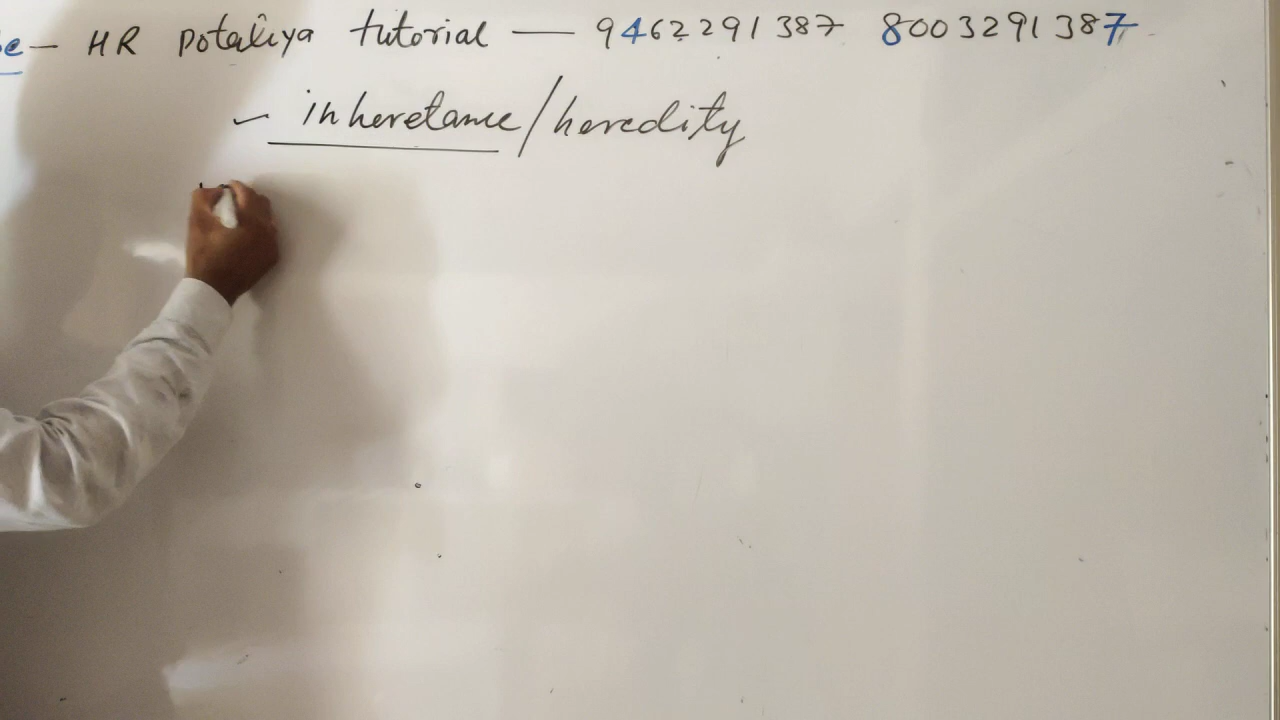 e - HR potaliya tutorial — 9462291387 8003291387
- inheretance/heredity